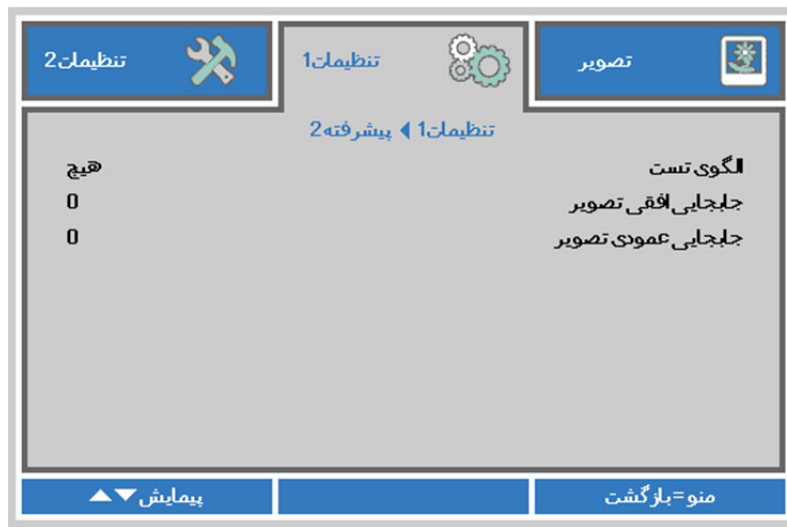 تصویر
تنظیمات1
تنظیمات2
تنظیمات1 ◀ پیشرفته2
الگوی تست هیچ
جابجایی افقی تصویر 0
جابجایی عمودی تصویر 0
منو=بازگشت
پیمایش▼▲